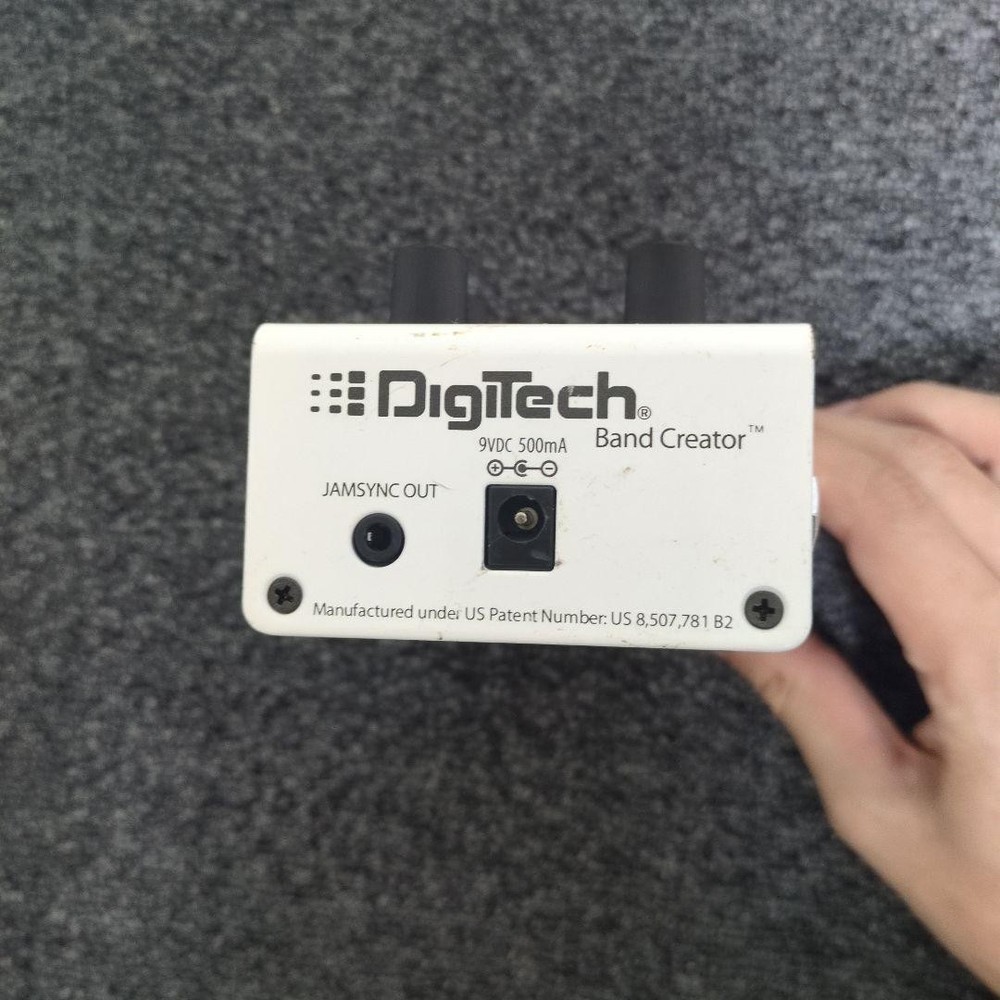 DigiTech®
Band Creator™
9VDC 500mA
JAMSYNC OUT
Manufactured under US Patent Number: US 8,507,781 B2